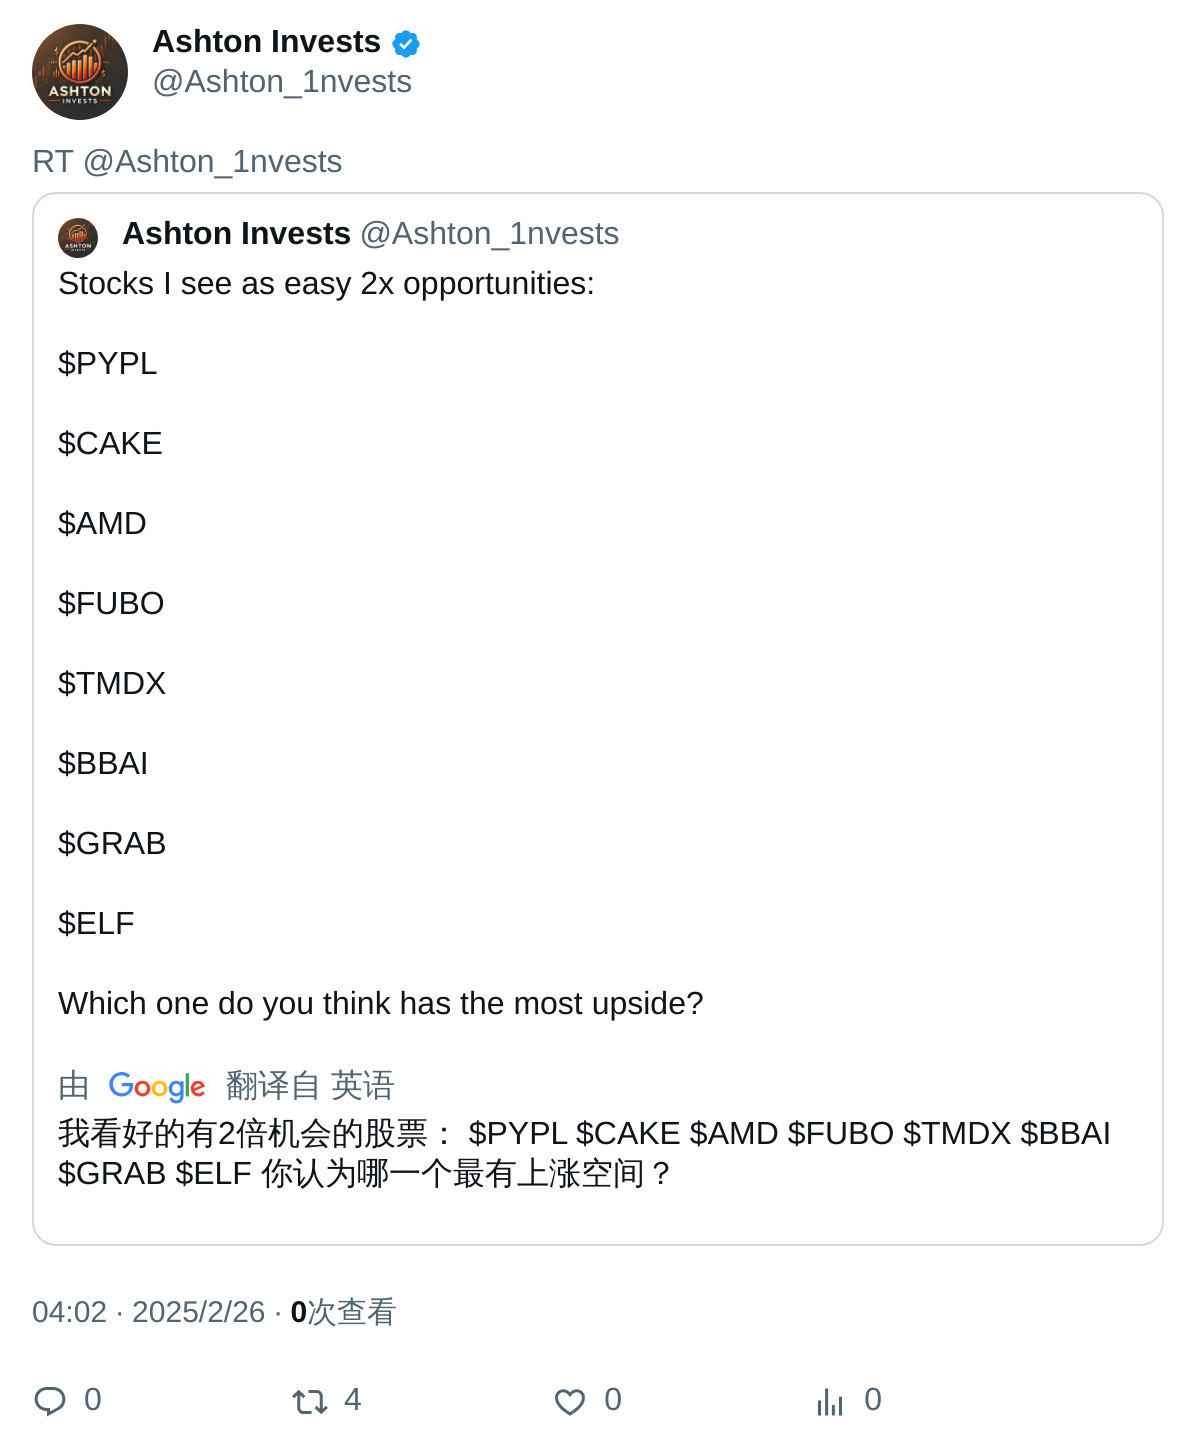 Ashton Invests
@Ashton_1nvests
ASHTON
INVESTS
RT @Ashton_1nvests
Ashton Invests @Ashton_1nvests
ASHTON
Stocks I see as easy 2x opportunities:
$PYPL
$CAKE
$AMD
$FUBO
$TMDX
$BBAI
$GRAB
$ELF
Which one do you think has the most upside?
由 Google 翻译自 英语
我看好的有2倍机会的股票： $PYPL $CAKE $AMD $FUBO $TMDX $BBAI
$GRAB $ELF 你认为哪一个最有上涨空间？
04:02 · 2025/2/26 · 0次查看
0 4 0 0